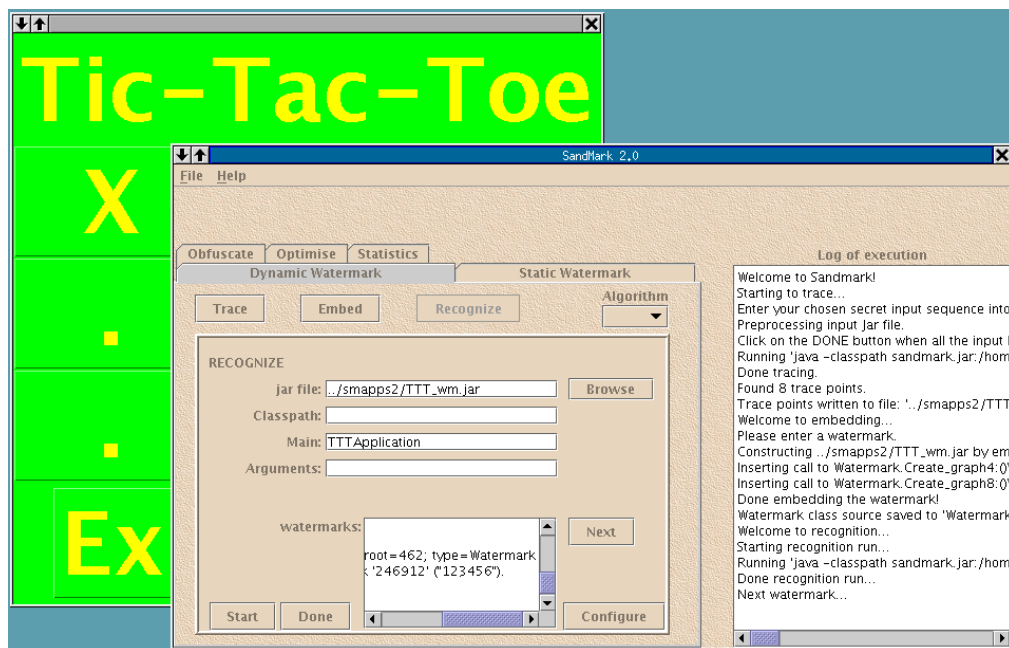 Tic-Tac-Toe
X
.
.
Ex
SandMark 2.0
File Help
Obfuscate Optimise Statistics
Dynamic Watermark Static Watermark
Trace Embed Recognize
Algorithm
RECOGNIZE
jar file: ../smapps2/TTT_wm.jar Browse
Classpath:
Main: TTTApplication
Arguments:
watermarks:
root=462; type=Watermark
'246912' ("123456").
Next
Start Done Configure
Log of execution
Welcome to Sandmark!
Starting to trace...
Enter your chosen secret input sequence into
Preprocessing input Jar file.
Click on the DONE button when all the input
Running 'java -classpath sandmark.jar:/hom
Done tracing.
Found 8 trace points.
Trace points written to file: '../smapps2/TTT
Welcome to embedding...
Please enter a watermark.
Constructing ../smapps2/TTT_wm.jar by em
Inserting call to Watermark.Create_graph4:()
Inserting call to Watermark.Create_graph8:()
Done embedding the watermark!
Watermark class source saved to 'Watermark
Welcome to recognition...
Starting recognition run...
Running 'java -classpath sandmark.jar:/hom
Done recognition run...
Next watermark...